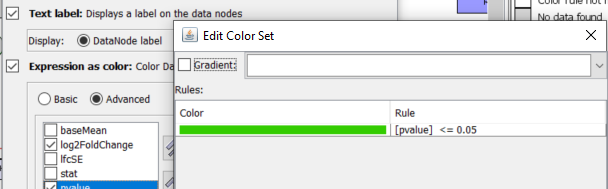 Text label: Displays a label on the data nodes
Display: DataNode label
Expression as color: Color Da
Basic Advanced
baseMean
log2FoldChange
lfcSE
stat
pvalue
Color rule not
No data found
Edit Color Set
Gradient:
Rules:
Color Rule
[pvalue] <= 0.05